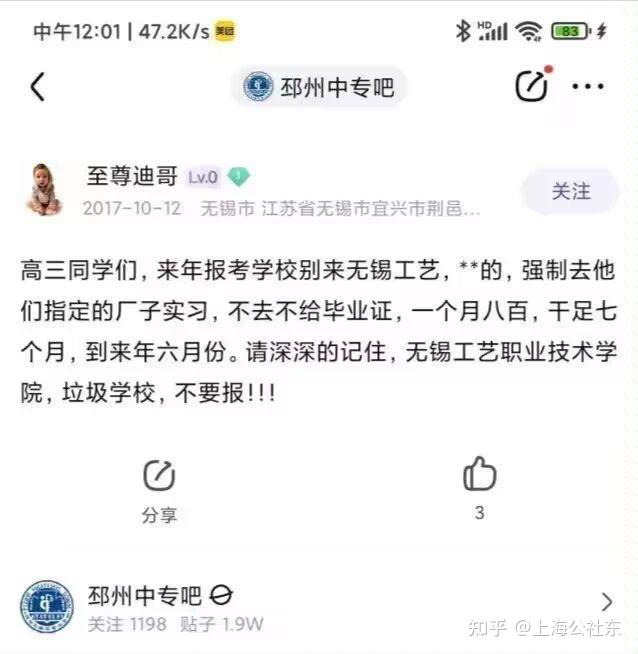 中午12:01 | 47.2K/s 美团 HD 83
邳州中专吧
至尊迪哥 Lv.0 1
关注
2017-10-12 无锡市 江苏省无锡市宜兴市荆邑...
高三同学们，来年报考学校别来无锡工艺，**的，强制去他
们指定的厂子实习，不去不给毕业证，一个月八百，干足七
个月，到来年六月份。请深深的记住，无锡工艺职业技术学
院，垃圾学校，不要报!!!
分享
3
邳州中专吧
关注 1198 贴子 1.9W
知乎 @上海公社东